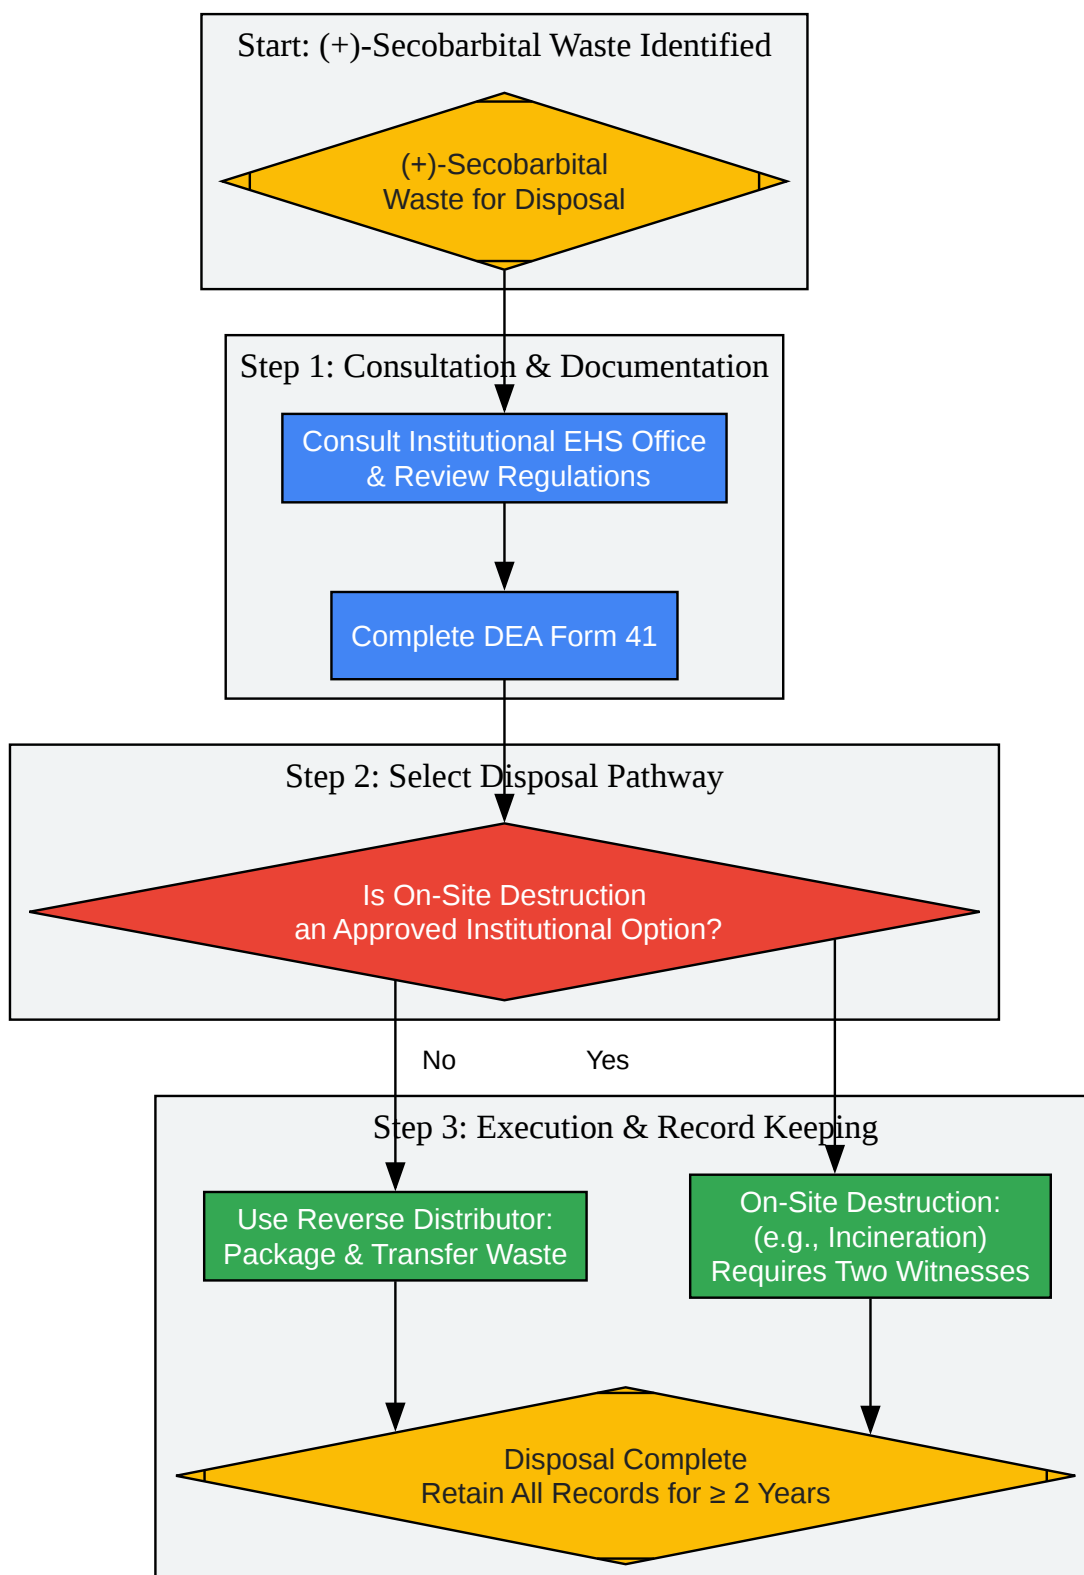 Start: (+)-Secobarbital Waste Identified
(+)-Secobarbital
Waste for Disposal
Step 1: Consultation & Documentation
Consult Institutional EHS Office
& Review Regulations
Complete DEA Form 41
Step 2: Select Disposal Pathway
Is On-Site Destruction
an Approved Institutional Option?
No
Yes
Step 3: Execution & Record Keeping
Use Reverse Distributor:
Package & Transfer Waste
On-Site Destruction:
(e.g., Incineration)
Requires Two Witnesses
Disposal Complete
Retain All Records for ≥ 2 Years